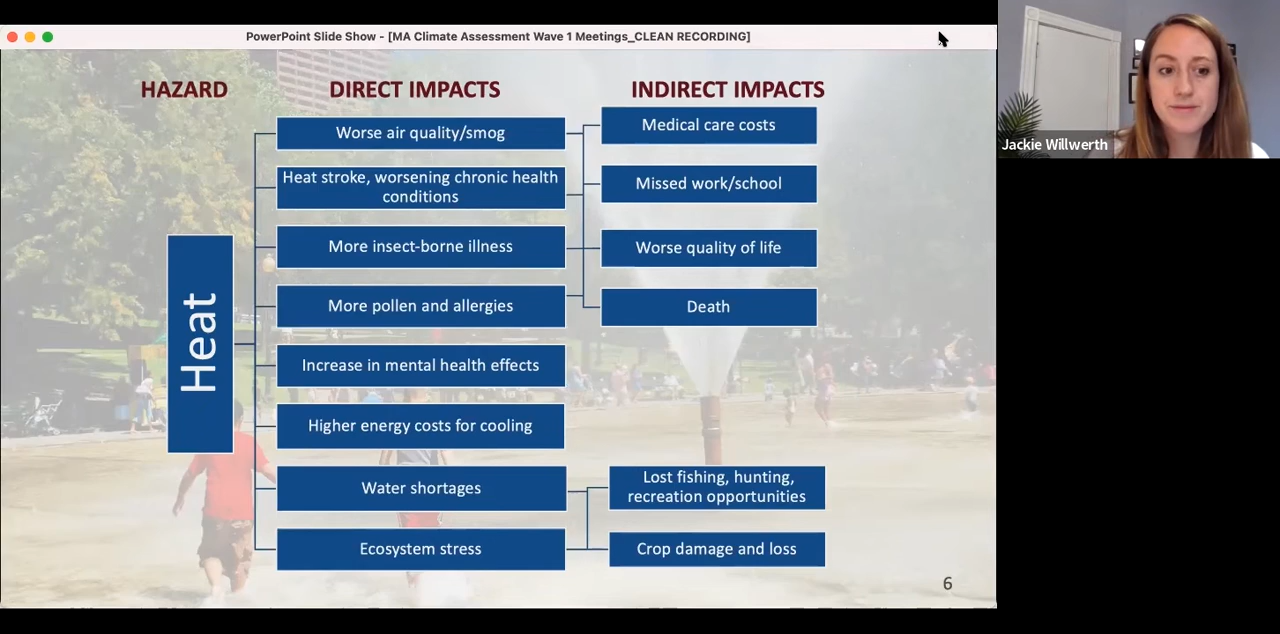 PowerPoint Slide Show - [MA Climate Assessment Wave 1 Meetings_CLEAN RECORDING]
HAZARD
DIRECT IMPACTS
INDIRECT IMPACTS
Heat
Worse air quality/smog
Heat stroke, worsening chronic health
conditions
More insect-borne illness
More pollen and allergies
Increase in mental health effects
Higher energy costs for cooling
Water shortages
Ecosystem stress
Medical care costs
Missed work/school
Worse quality of life
Death
Lost fishing, hunting,
recreation opportunities
Crop damage and loss
6
Jackie Willwerth